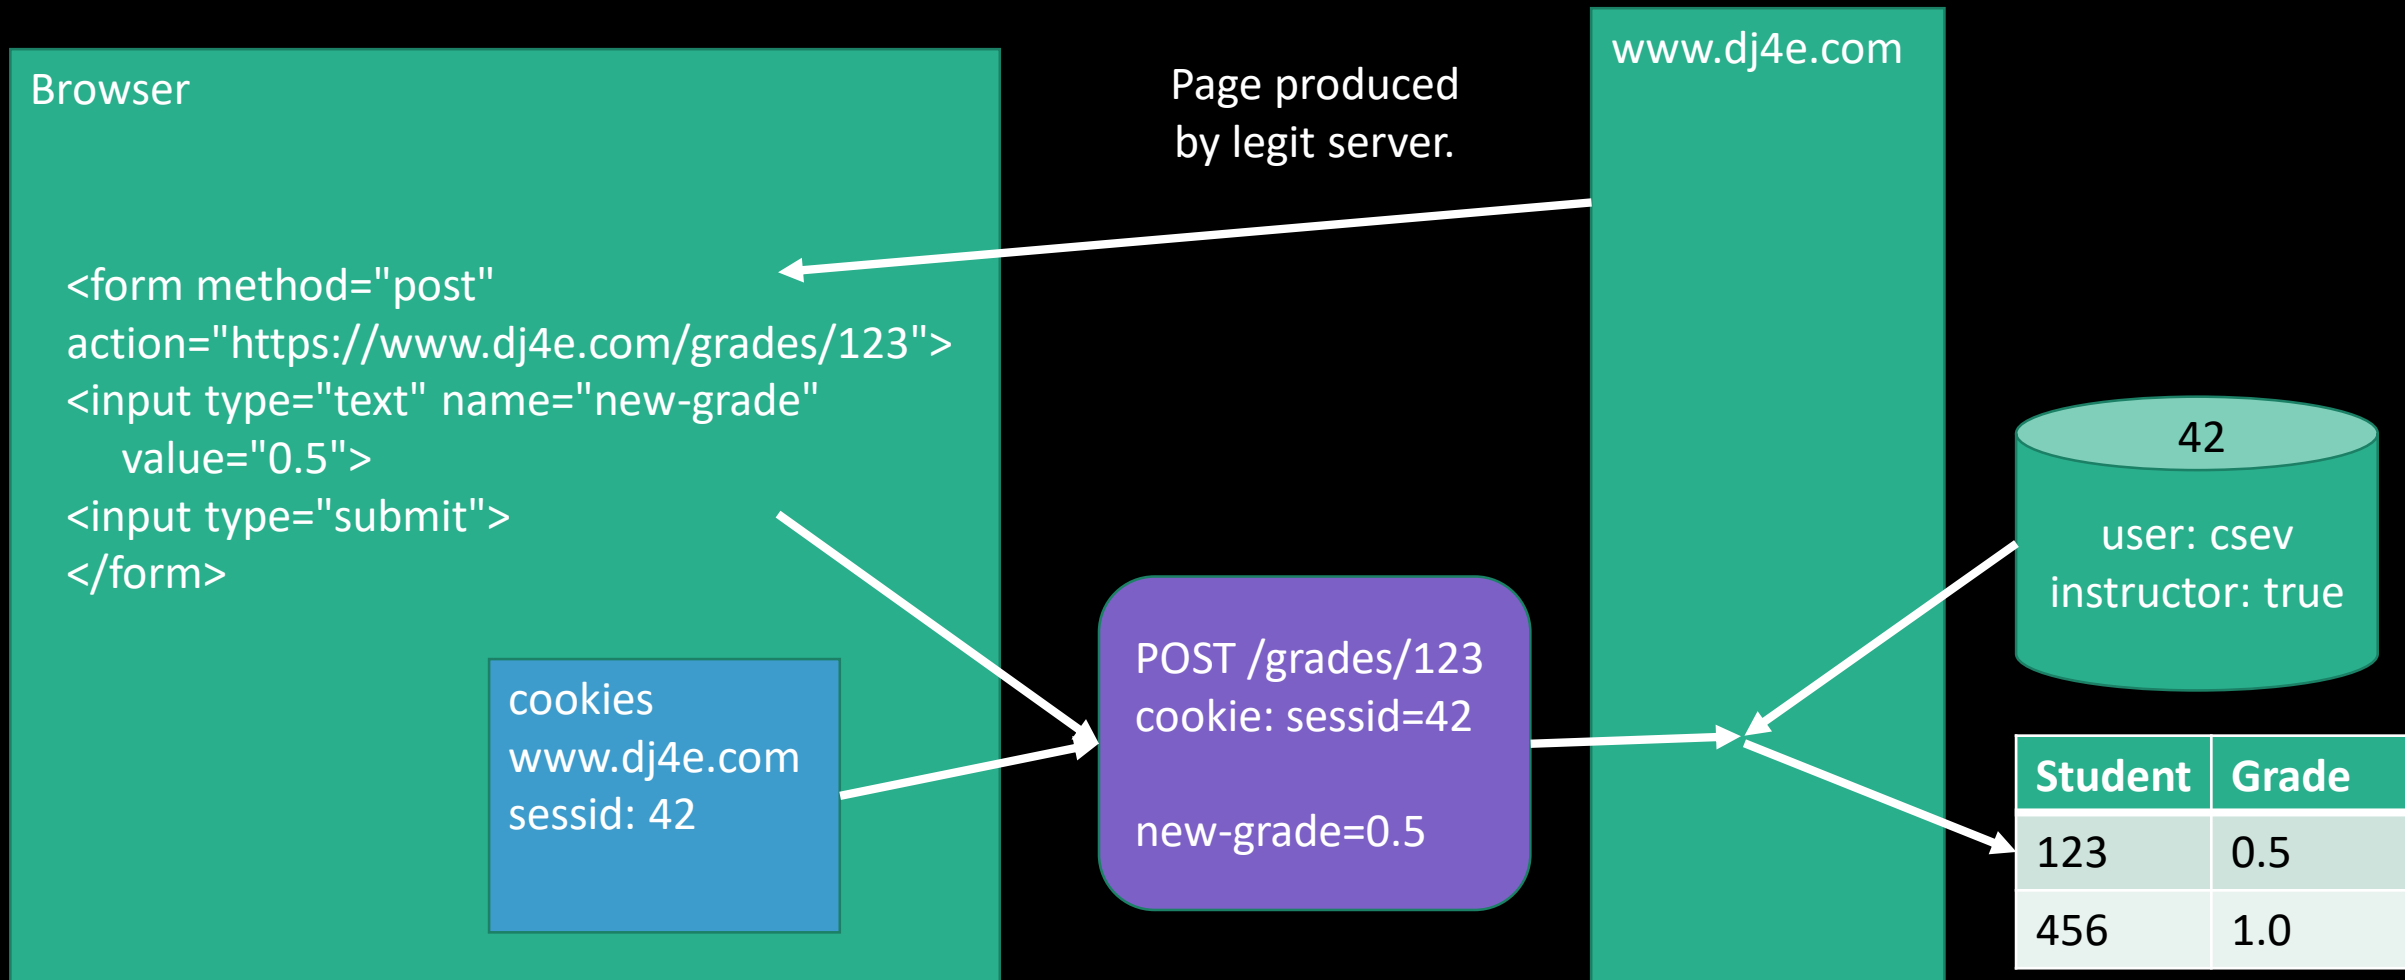 Browser
<form method="post"
action="https://www.dj4e.com/grades/123">
<input type="text" name="new-grade"
value="0.5">
<input type="submit">
</form>
cookies
www.dj4e.com
sessid: 42
Page produced
by legit server.
POST /grades/123
cookie: sessid=42
new-grade=0.5
www.dj4e.com
42
user: csev
instructor: true
Student Grade
123 0.5
456 1.0